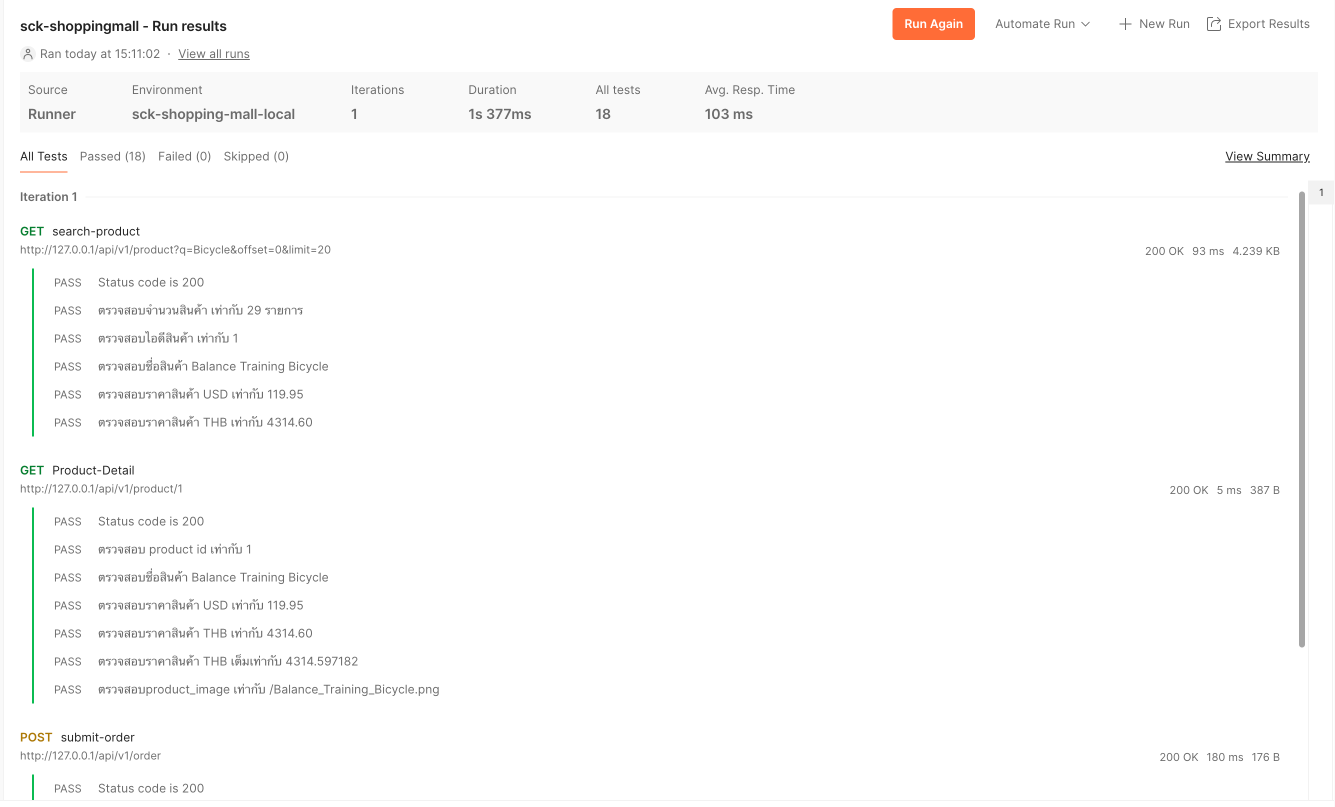 sck-shoppingmall - Run results
Run Again
Automate Run
New Run
Export Results
Ran today at 15:11:02 · View all runs
Source Environment Iterations Duration All tests Avg. Resp. Time
Runner sck-shopping-mall-local 1 1s 377ms 18 103 ms
All Tests Passed (18) Failed (0) Skipped (0) View Summary
Iteration 1
1
GET search-product
http://127.0.0.1/api/v1/product?q=Bicycle&offset=0&limit=20
200 OK 93 ms 4.239 KB
PASS Status code is 200
PASS ตรวจสอบจำนวนสินค้า เท่ากับ 29 รายการ
PASS ตรวจสอบไอดีสินค้า เท่ากับ 1
PASS ตรวจสอบชื่อสินค้า Balance Training Bicycle
PASS ตรวจสอบราคาสินค้า USD เท่ากับ 119.95
PASS ตรวจสอบราคาสินค้า THB เท่ากับ 4314.60
GET Product-Detail
http://127.0.0.1/api/v1/product/1
200 OK 5 ms 387 B
PASS Status code is 200
PASS ตรวจสอบ product id เท่ากับ 1
PASS ตรวจสอบชื่อสินค้า Balance Training Bicycle
PASS ตรวจสอบราคาสินค้า USD เท่ากับ 119.95
PASS ตรวจสอบราคาสินค้า THB เท่ากับ 4314.60
PASS ตรวจสอบราคาสินค้า THB เต็มเท่ากับ 4314.597182
PASS ตรวจสอบproduct_image เท่ากับ /Balance_Training_Bicycle.png
POST submit-order
http://127.0.0.1/api/v1/order
200 OK 180 ms 176 B
PASS Status code is 200